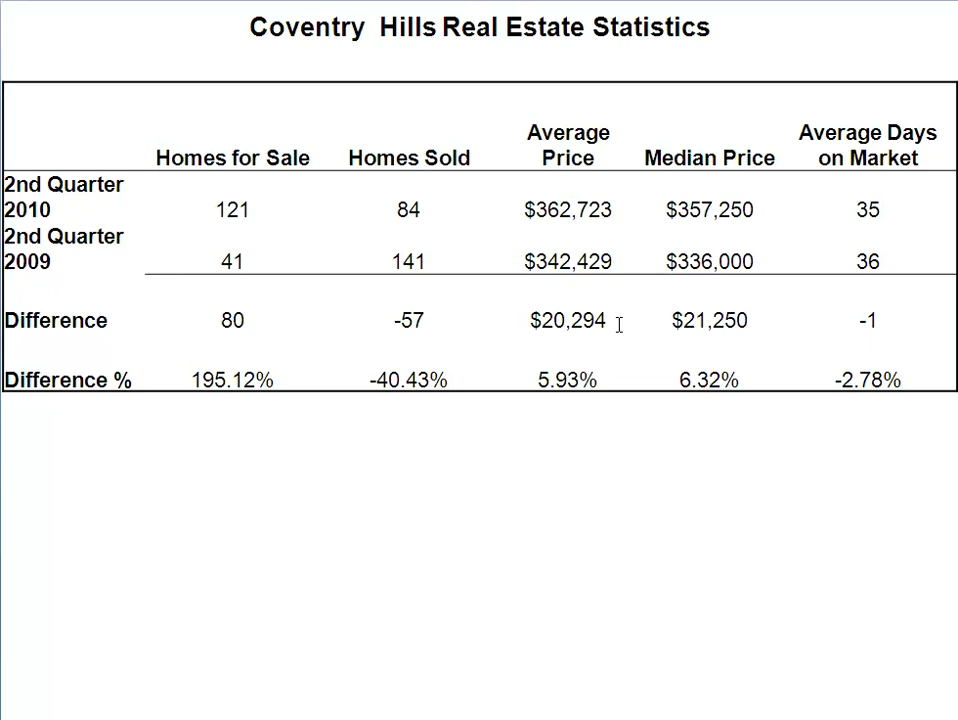 Coventry Hills Real Estate Statistics
Homes for Sale Homes Sold Average Price Median Price Average Days on Market
2nd Quarter 2010 121 84 $362,723 $357,250 35
2nd Quarter 2009 41 141 $342,429 $336,000 36
Difference 80 -57 $20,294 $21,250 -1
Difference % 195.12% -40.43% 5.93% 6.32% -2.78%